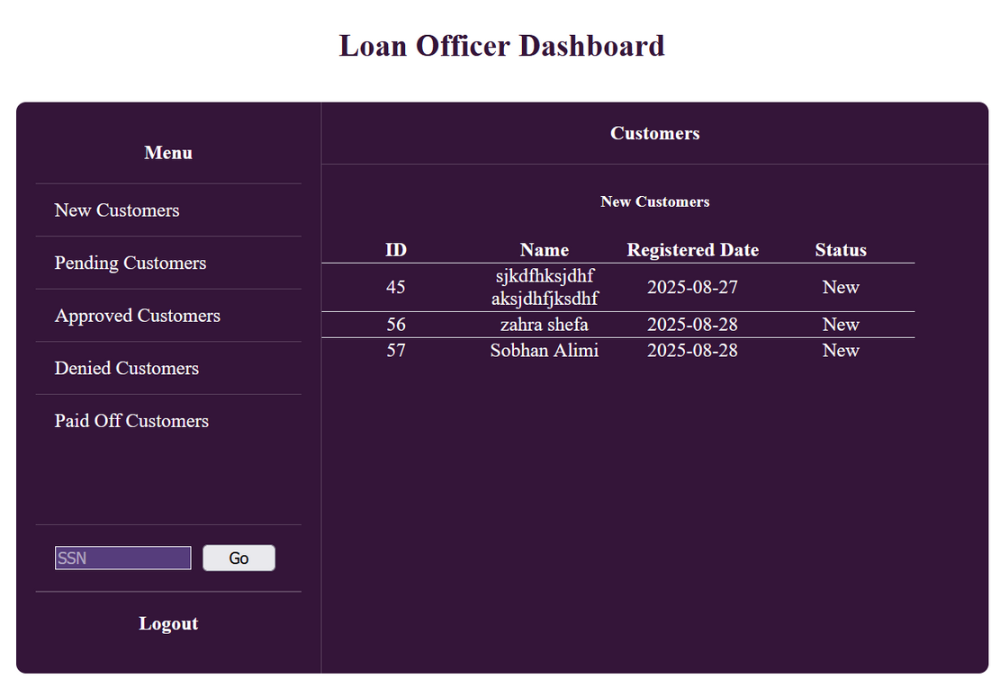 Loan Officer Dashboard
Menu
New Customers
Pending Customers
Approved Customers
Denied Customers
Paid Off Customers
SSN Go
Logout
Customers
New Customers
ID Name Registered Date Status
45 sjkdfhksjdhf 2025-08-27 New
aksjdhfjksdhf
56 zahra shefa 2025-08-28 New
57 Sobhan Alimi 2025-08-28 New